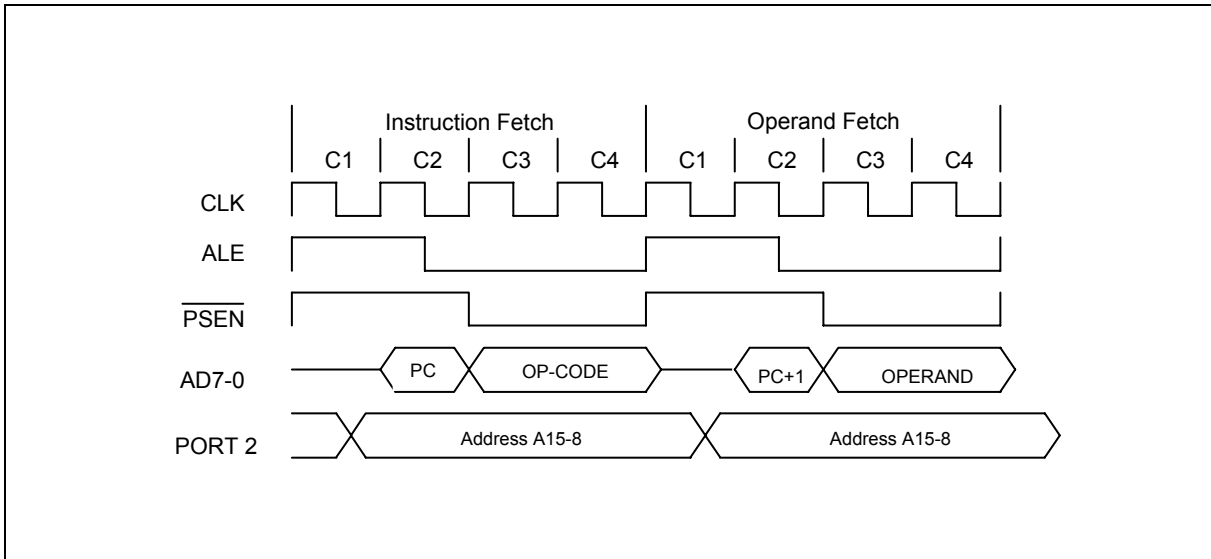 Instruction Fetch Operand Fetch
C1 C2 C3 C4 C1 C2 C3 C4
CLK
ALE
PSEN
AD7-0 PC OP-CODE PC+1 OPERAND
PORT 2 Address A15-8 Address A15-8